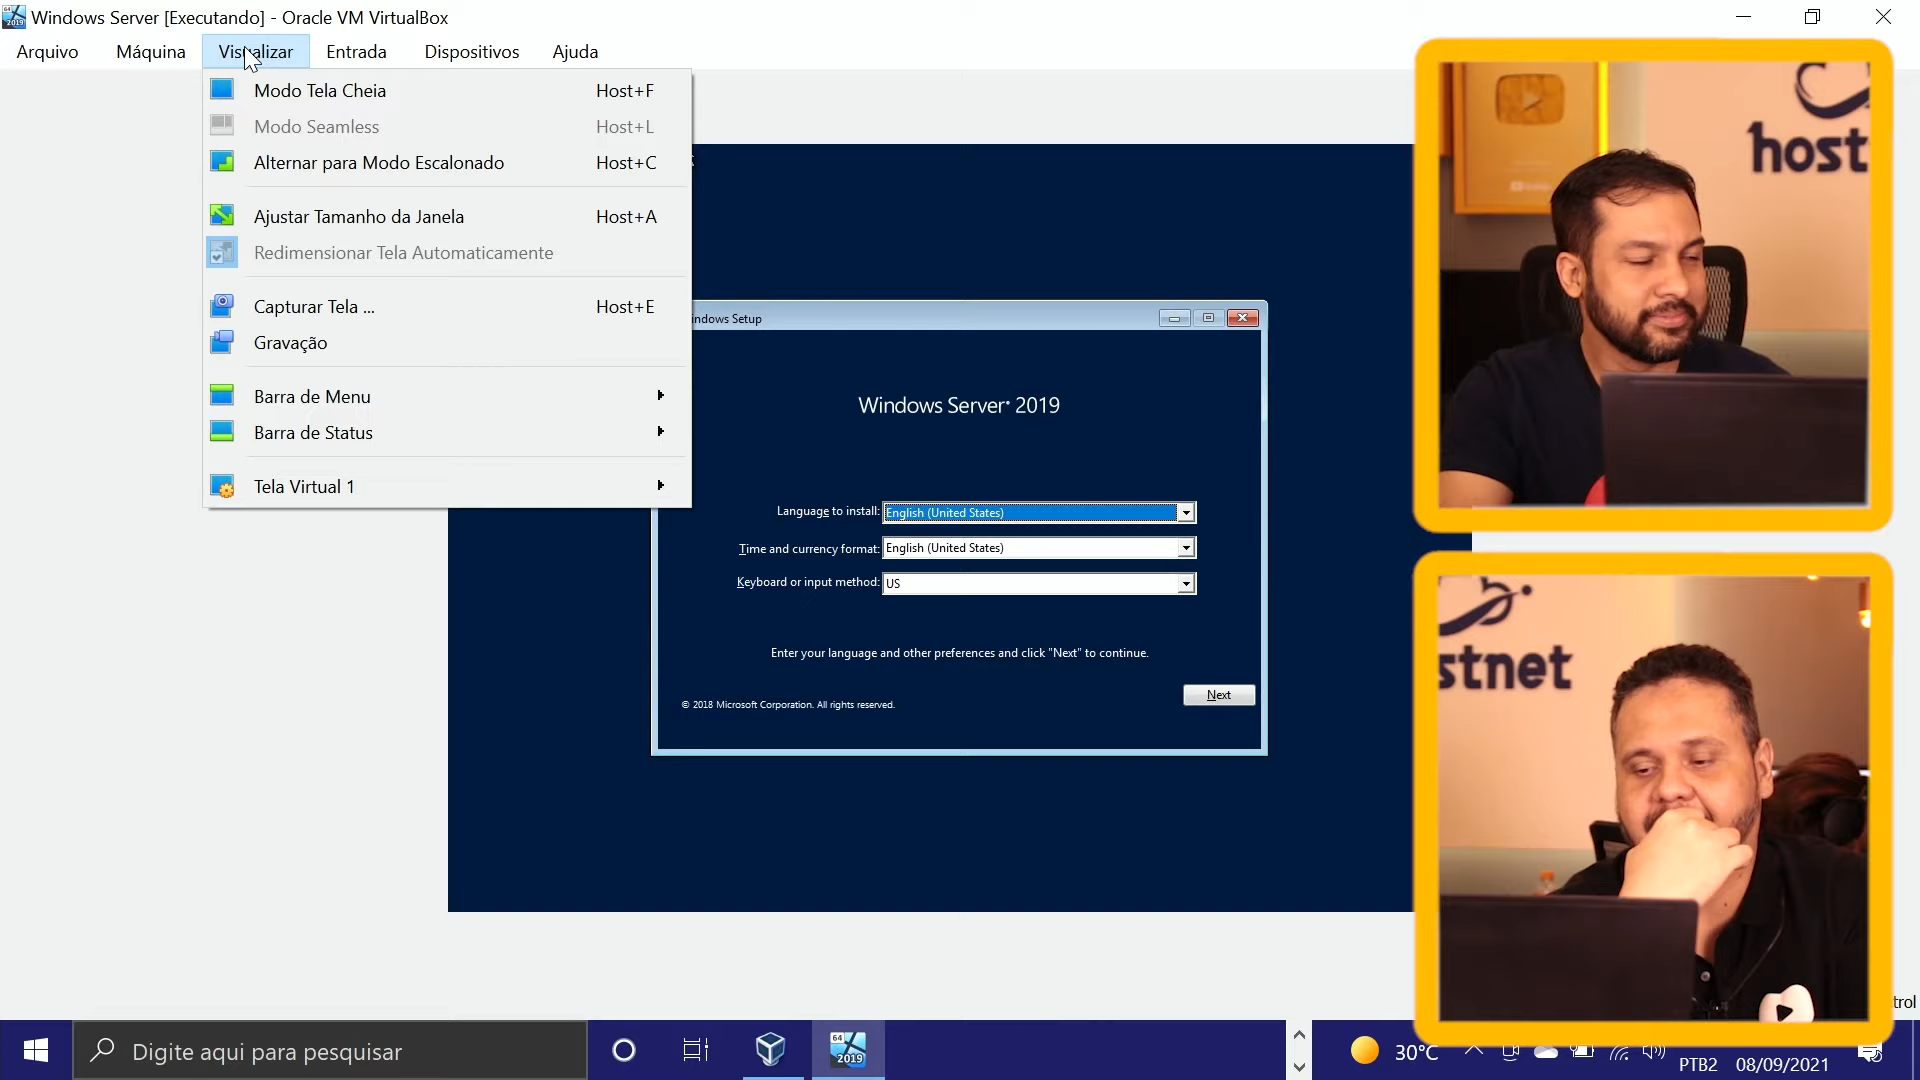 Windows Server [Executando] - Oracle VM VirtualBox
Arquivo Máquina Visualizar Entrada Dispositivos Ajuda
Modo Tela Cheia Host+F
Modo Seamless Host+L
Alternar para Modo Escalonado Host+C
Ajustar Tamanho da Janela Host+A
Redimensionar Tela Automaticamente
Capturar Tela ... Host+E
Gravação
Barra de Menu
Barra de Status
Tela Virtual 1
indows Setup
Windows Server® 2019
Language to install: English (United States)
Time and currency format: English (United States)
Keyboard or input method: US
Enter your language and other preferences and click "Next" to continue.
Next
© 2018 Microsoft Corporation. All rights reserved.
host
stnet
trol
Digite aqui para pesquisar
64
2019
30°C
PTB2 08/09/2021